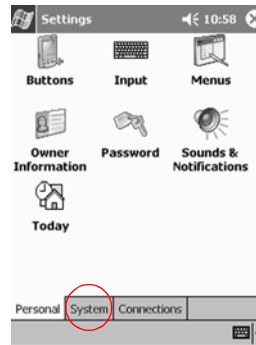 Settings 10:58
Buttons Input Menus
Owner Information Password Sounds & Notifications
Today
Personal System Connections